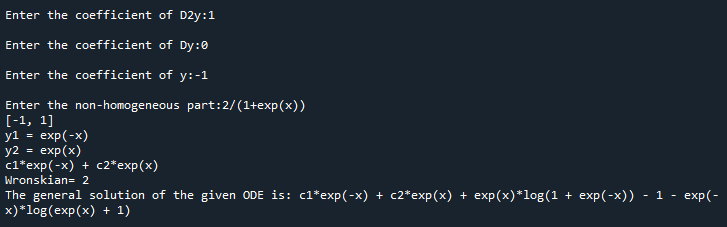 Enter the coefficient of D2y:1
Enter the coefficient of Dy:0
Enter the coefficient of y:-1
Enter the non-homogeneous part:2/(1+exp(x))
[-1, 1]
y1 = exp(-x)
y2 = exp(x)
c1*exp(-x) + c2*exp(x)
Wronskian= 2
The general solution of the given ODE is: c1*exp(-x) + c2*exp(x) + exp(x)*log(1 + exp(-x)) - 1 - exp(-
x)*log(exp(x) + 1)